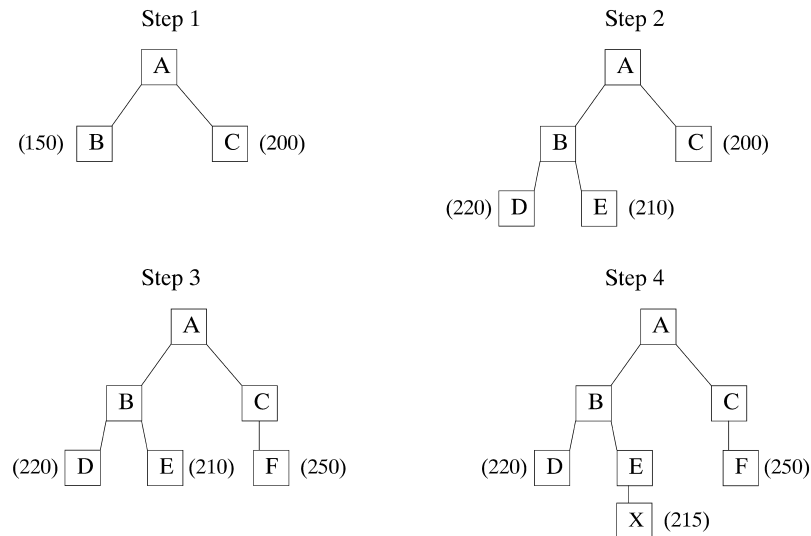 Step 1
A
(150) B C (200)
Step 2
A
B C (200)
(220) D E (210)
Step 3
A
B C
(220) D E (210) F (250)
Step 4
A
B C
(220) D E F (250)
X (215)